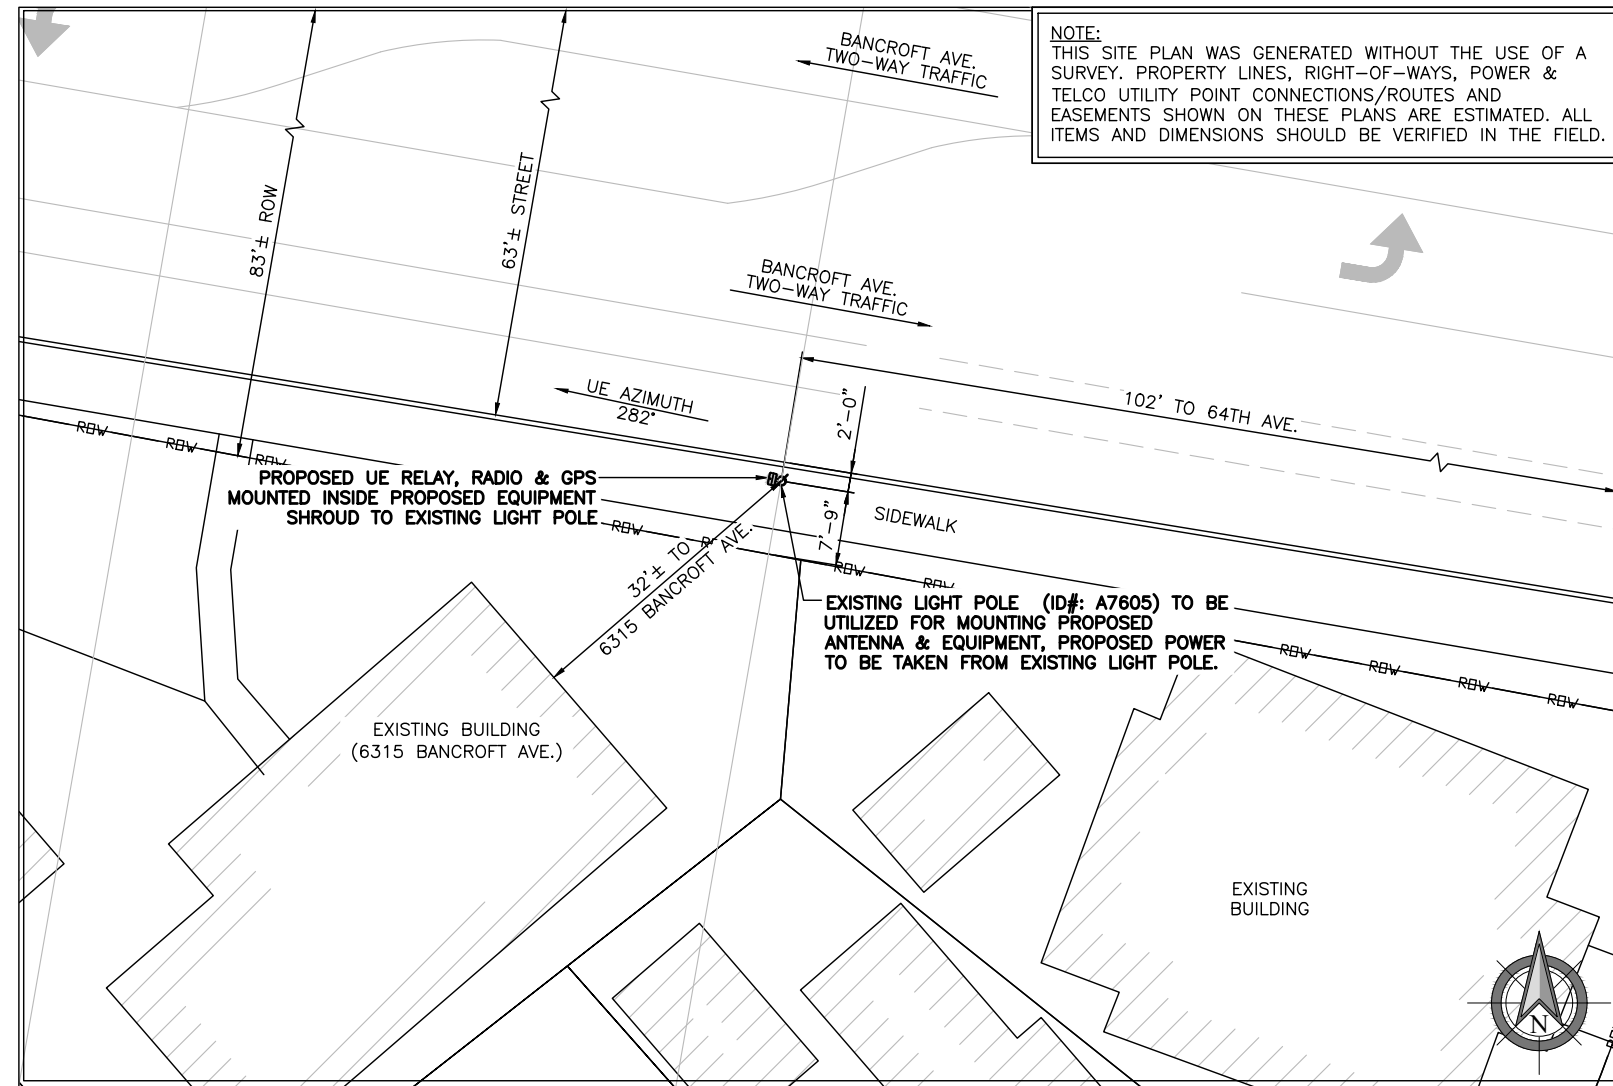 BANCROFT AVE.
TWO-WAY TRAFFIC
NOTE:
THIS SITE PLAN WAS GENERATED WITHOUT THE USE OF A
SURVEY. PROPERTY LINES, RIGHT-OF-WAYS, POWER &
TELCO UTILITY POINT CONNECTIONS/ROUTES AND
EASEMENTS SHOWN ON THESE PLANS ARE ESTIMATED. ALL
ITEMS AND DIMENSIONS SHOULD BE VERIFIED IN THE FIELD.
83'± ROW
63'± STREET
BANCROFT AVE.
TWO-WAY TRAFFIC
UE AZIMUTH
282°
2'-0"
102' TO 64TH AVE.
ROW
ROW
ROW
PROPOSED UE RELAY, RADIO & GPS
MOUNTED INSIDE PROPOSED EQUIPMENT
SHROUD TO EXISTING LIGHT POLE
ROW
7'-9"
SIDEWALK
32'± TO
6315 BANCROFT AVE.
ROW
ROW
EXISTING LIGHT POLE (ID#: A7605) TO BE
UTILIZED FOR MOUNTING PROPOSED
ANTENNA & EQUIPMENT, PROPOSED POWER
TO BE TAKEN FROM EXISTING LIGHT POLE.
ROW
ROW
ROW
ROW
EXISTING BUILDING
(6315 BANCROFT AVE.)
EXISTING
BUILDING
N